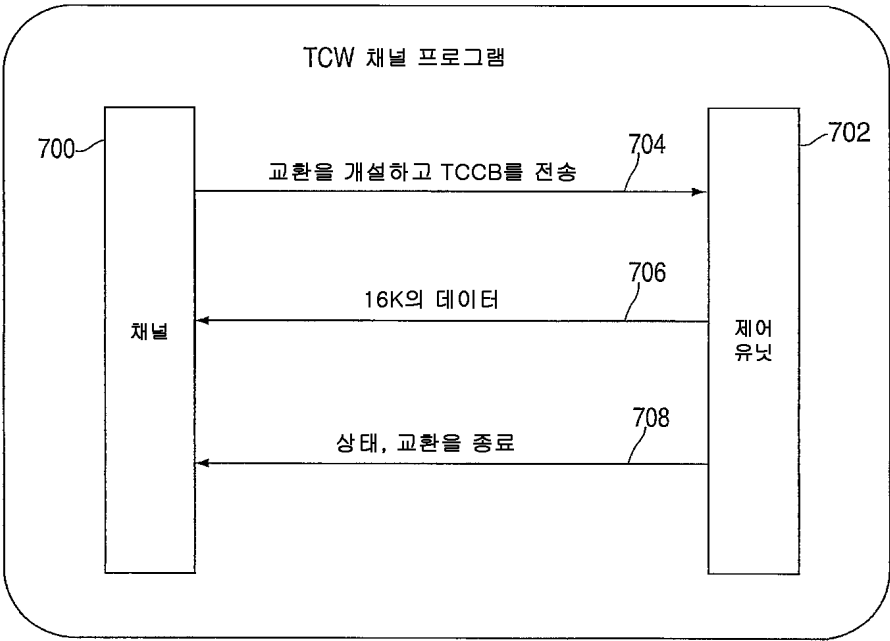 TCW 채널 프로그램
700
702
704
교환을 개설하고 TCCB를 전송
706
16K의 데이터
채널
제어
유닛
708
상태, 교환을 종료